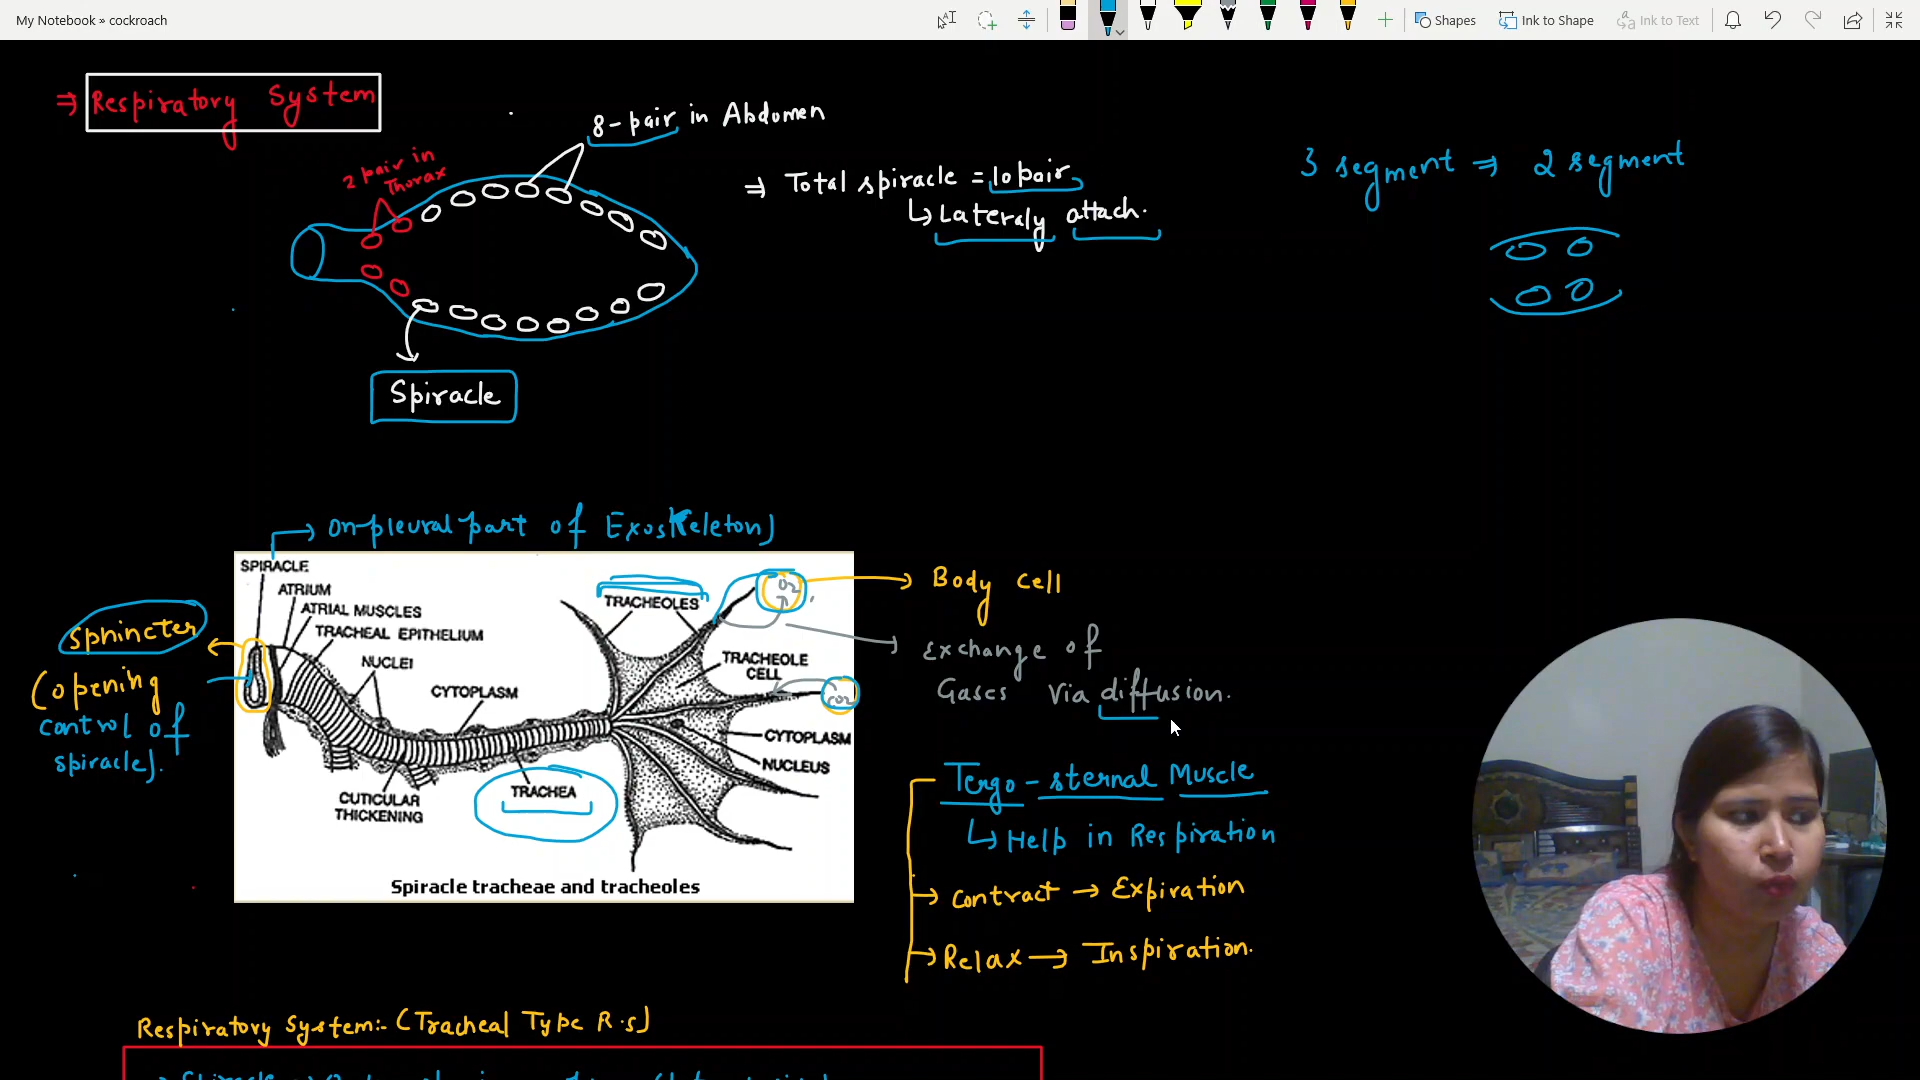 My Notebook » cockroach
Shapes
Ink to Shape
Ink to Text
⇒ Respiratory System
8-pair in Abdomen
2 pair in
Thorax
⇒ Total spiracle = 10 pair
↳ Lateraly attach.
3 segment ⇒ 2 segment
Spiracle
→ on-pleural part of Exoskeleton)
SPIRACLE
ATRIUM
ATRIAL MUSCLES
TRACHEAL EPITHELIUM
NUCLEI
CYTOPLASM
TRACHEOLES
O2
TRACHEOLE
CELL
CO2
CYTOPLASM
NUCLEUS
CUTICULAR
THICKENING
TRACHEA
Spiracle tracheae and tracheoles
Sphincter
(opening
control of
spiracle).
Body cell
Exchange of
Gases via diffusion.
Tergo - sternal Muscle
↳ Help in Respiration
→ contract → Expiration
→ Relax → Inspiration.
Respiratory System:- (Tracheal Type R.s)